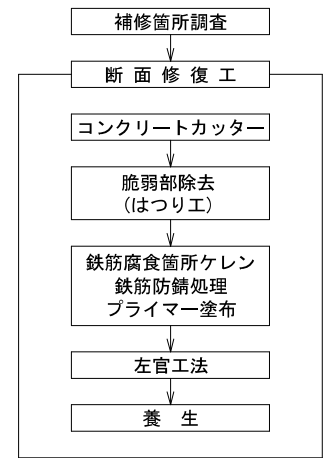 補修箇所調査
断面修復工
コンクリートカッター
脆弱部除去
(はつり工)
鉄筋腐食箇所ケレン
鉄筋防錆処理
プライマー塗布
左官工法
養生